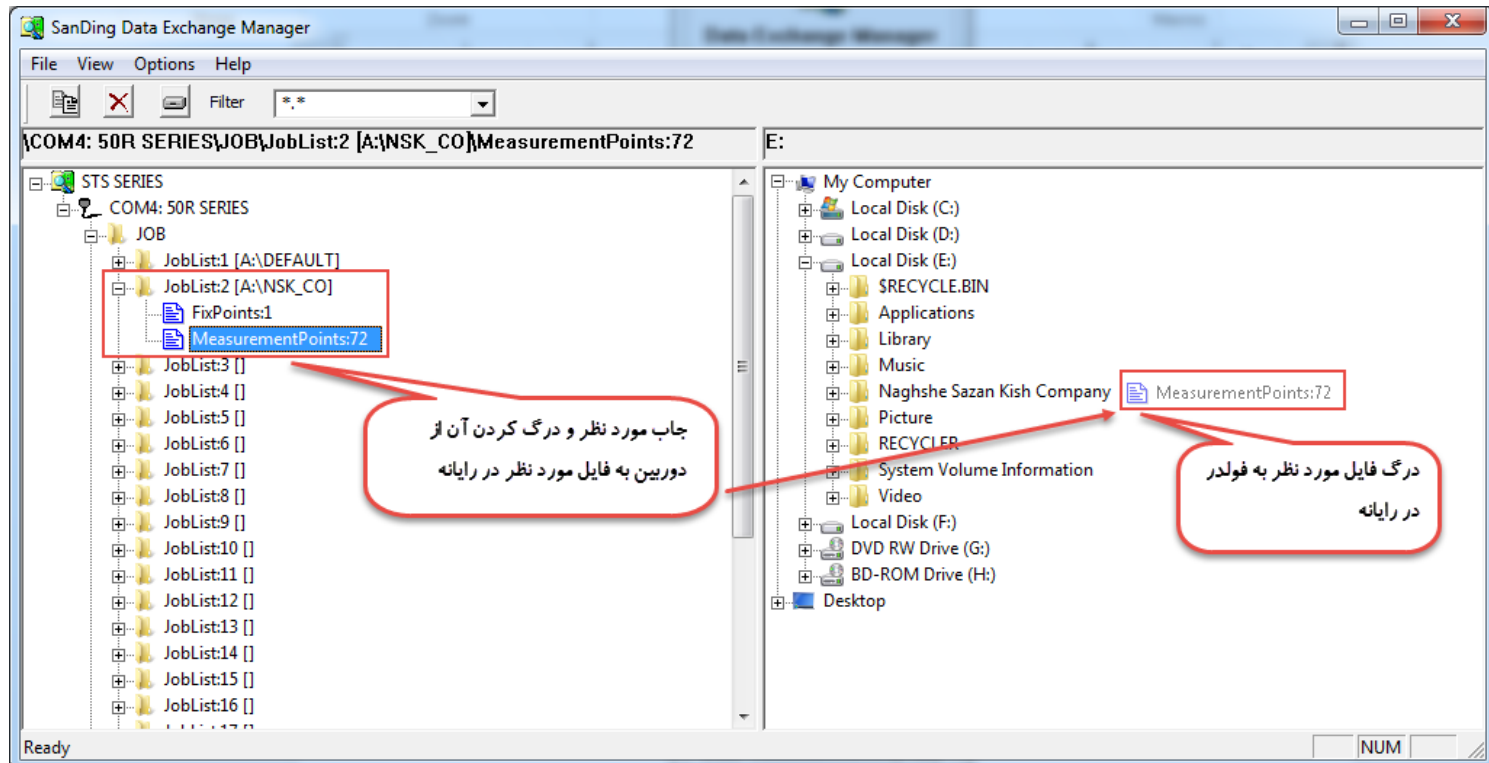 SanDing Data Exchange Manager
File View Options Help
Filter *.*
\COM4: 50R SERIES\JOB\JobList:2 [A:\NSK_CO]\MeasurementPoints:72
E:
STS SERIES
COM4: 50R SERIES
JOB
JobList:1 [A:\DEFAULT]
JobList:2 [A:\NSK_CO]
FixPoints:1
MeasurementPoints:72
JobList:3 []
JobList:4 []
JobList:5 []
JobList:6 []
JobList:7 []
JobList:8 []
JobList:9 []
JobList:10 []
JobList:11 []
JobList:12 []
JobList:13 []
JobList:14 []
JobList:15 []
JobList:16 []
جاب مورد نظر و درگ کردن آن از
دوربین به فایل مورد نظر در رایانه
My Computer
Local Disk (C:)
Local Disk (D:)
Local Disk (E:)
$RECYCLE.BIN
Applications
Library
Music
Naghshe Sazan Kish Company
MeasurementPoints:72
Picture
RECYCLER
System Volume Information
Video
Local Disk (F:)
DVD RW Drive (G:)
BD-ROM Drive (H:)
Desktop
درگ فایل مورد نظر به فولدر
در رایانه
Ready
NUM